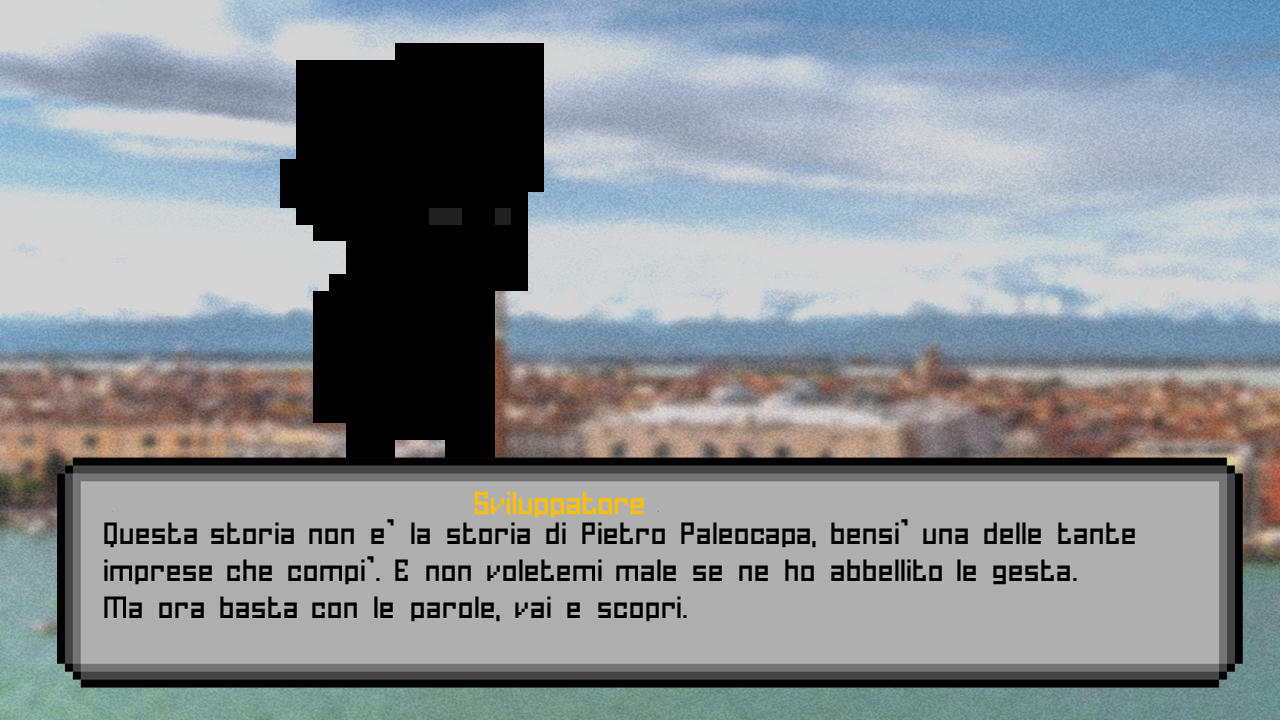 Sviluppatore
Questa storia non e` la storia di Pietro Paleocapa, bensi` una delle tante
imprese che compi`. E non voletemi male se ne ho abbellito le gesta.
Ma ora basta con le parole, vai e scopri.